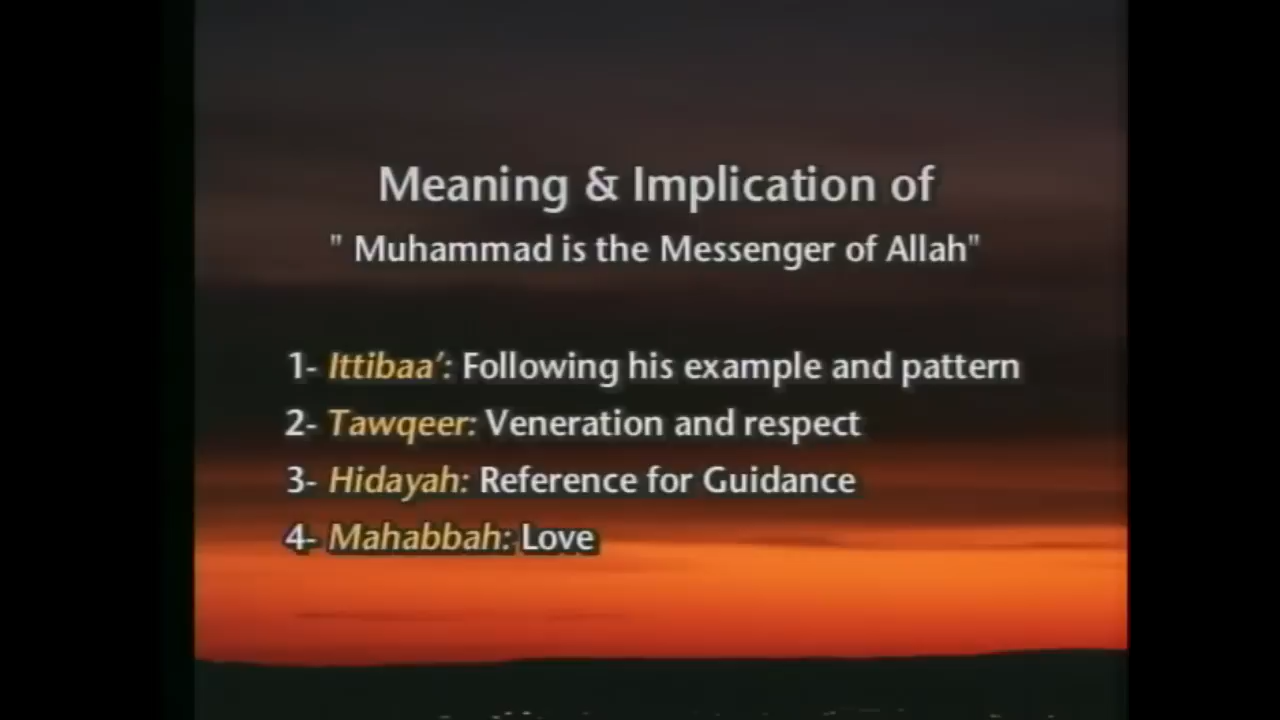 Meaning & Implication of
" Muhammad is the Messenger of Allah"
1- Ittibaa': Following his example and pattern
2- Tawqeer: Veneration and respect
3- Hidayah: Reference for Guidance
4- Mahabbah: Love